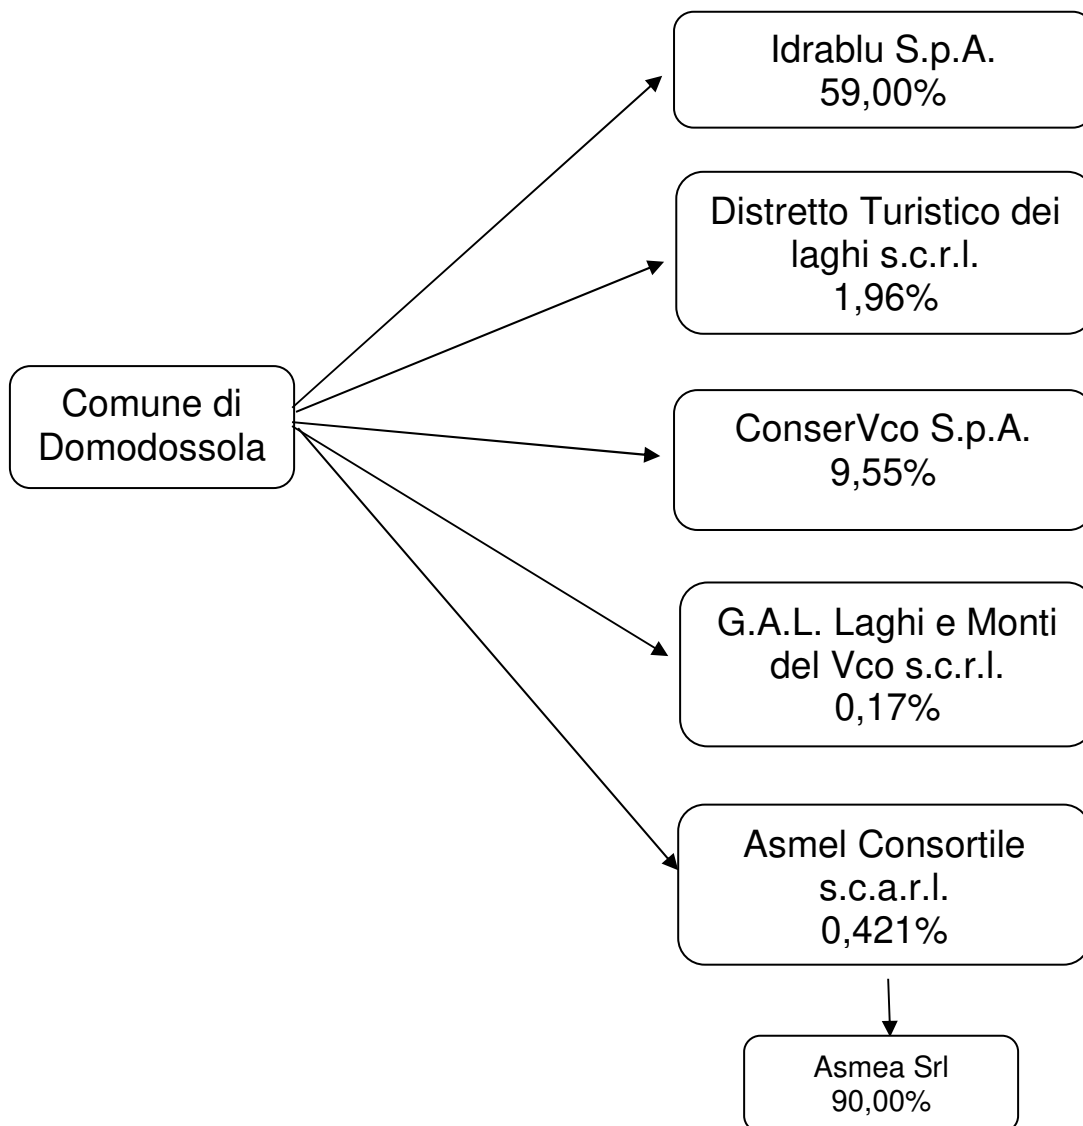 Idrablu S.p.A.
59,00%
Distretto Turistico dei
laghi s.c.r.l.
1,96%
Comune di
Domodossola
ConserVco S.p.A.
9,55%
G.A.L. Laghi e Monti
del Vco s.c.r.l.
0,17%
Asmel Consortile
s.c.a.r.l.
0,421%
Asmea Srl
90,00%